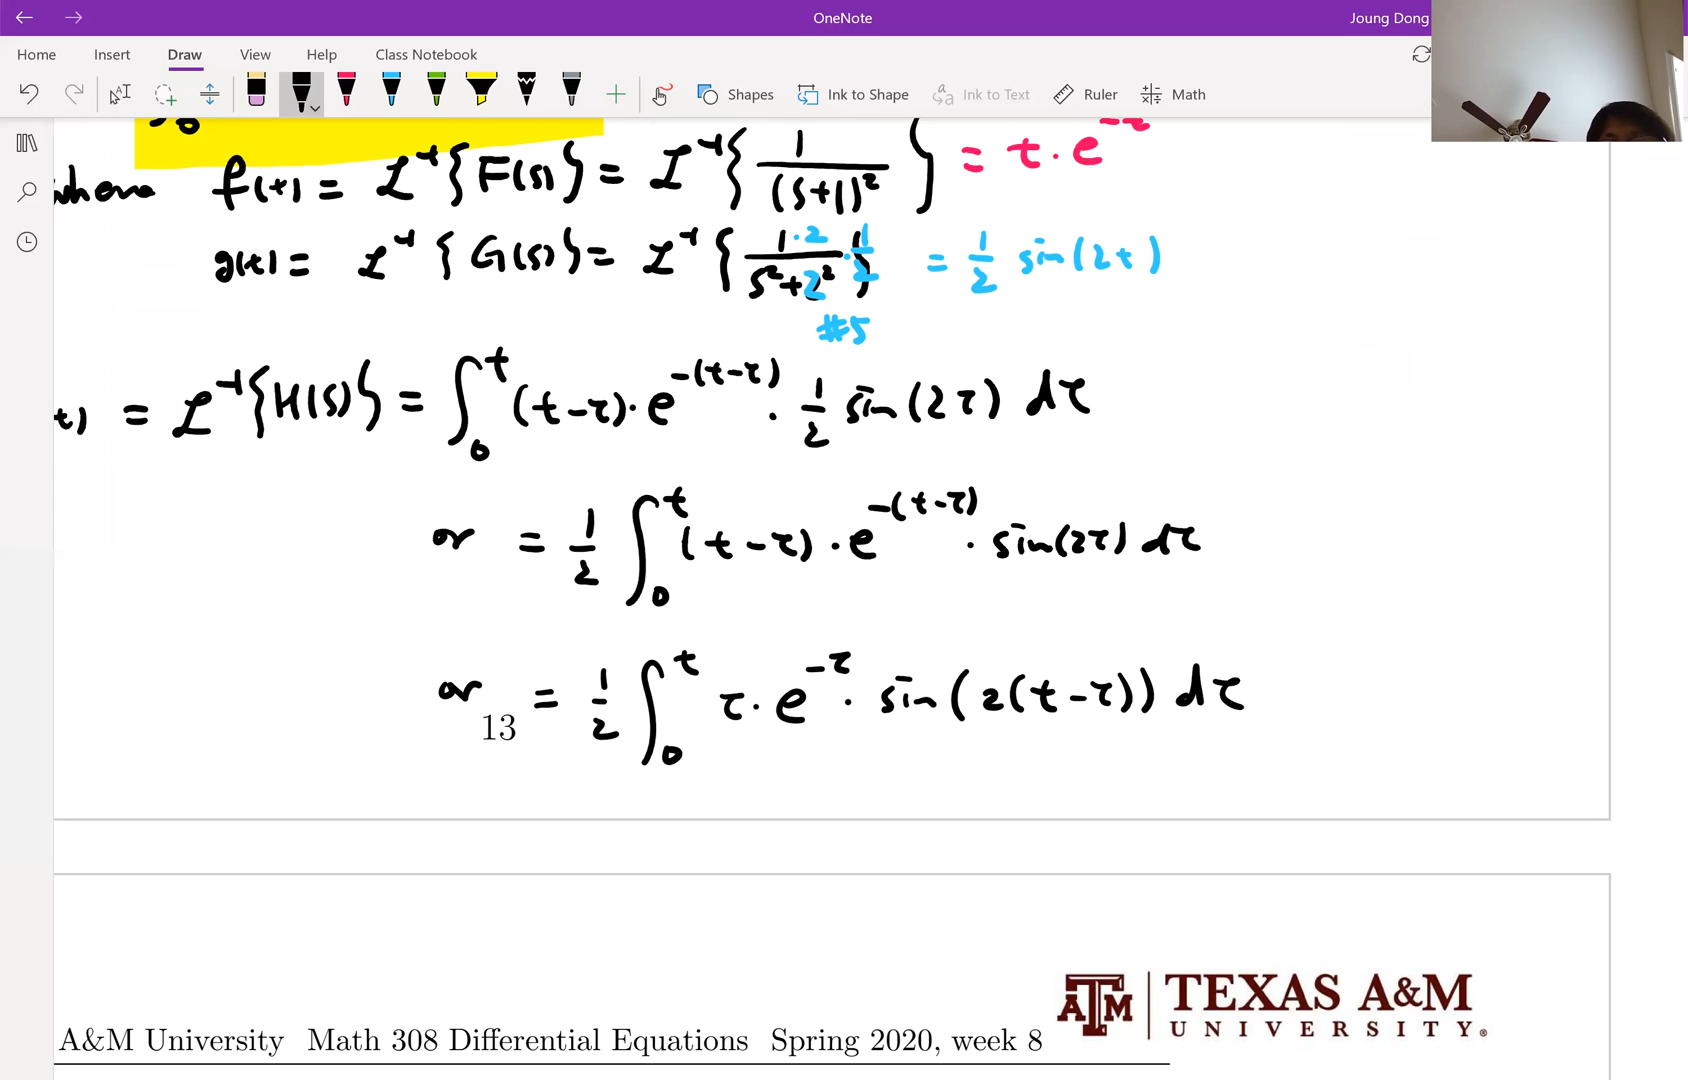 OneNote
Joung Dong
Home Insert Draw View Help Class Notebook
Shapes Ink to Shape Ink to Text Ruler Math
where f(t) = ℒ⁻¹{F(s)} = ℒ⁻¹{1/(s+1)²} = t·e
g(t) = ℒ⁻¹{G(s)} = ℒ⁻¹{1·2/(s²+2²)·1/2} = 1/2 sin(2t)
#5
t) = ℒ⁻¹{H(s)} = ∫₀ᵗ (t-τ)·e^{-(t-τ)} · 1/2 sin(2τ) dτ
or = 1/2 ∫₀ᵗ (t-τ)·e^{-(t-τ)} · sin(2τ) dτ
or = 1/2 ∫₀ᵗ τ·e^{-τ} · sin(2(t-τ)) dτ
13
TEXAS A&M
UNIVERSITY®
A&M University Math 308 Differential Equations Spring 2020, week 8